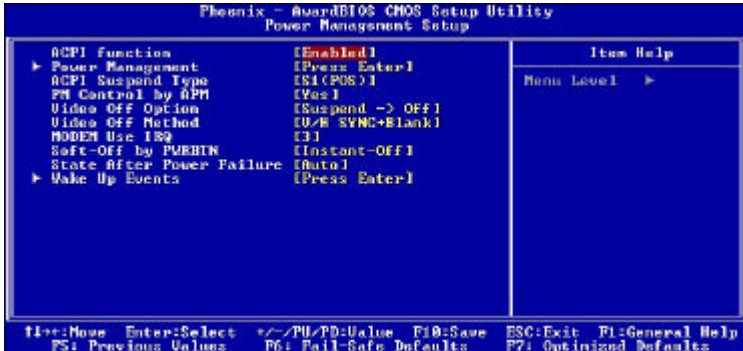 Phoenix - AwardBIOS CMOS Setup Utility
Power Management Setup
ACPI function [Enabled]
► Power Management [Press Enter]
ACPI Suspend Type [S1(POS)]
PM Control by APM [Yes]
Video Off Option [Suspend -> Off]
Video Off Method [V/H SYNC+Blank]
MODEM Use IRQ [3]
Soft-Off by PWRBTN [Instant-Off]
State After Power Failure [Auto]
► Wake Up Events [Press Enter]
Item Help
Menu Level ►
↑↓→←:Move Enter:Select +/-/PU/PD:Value F10:Save ESC:Exit F1:General Help
F5: Previous Values F6: Fail-Safe Defaults F7: Optimized Defaults